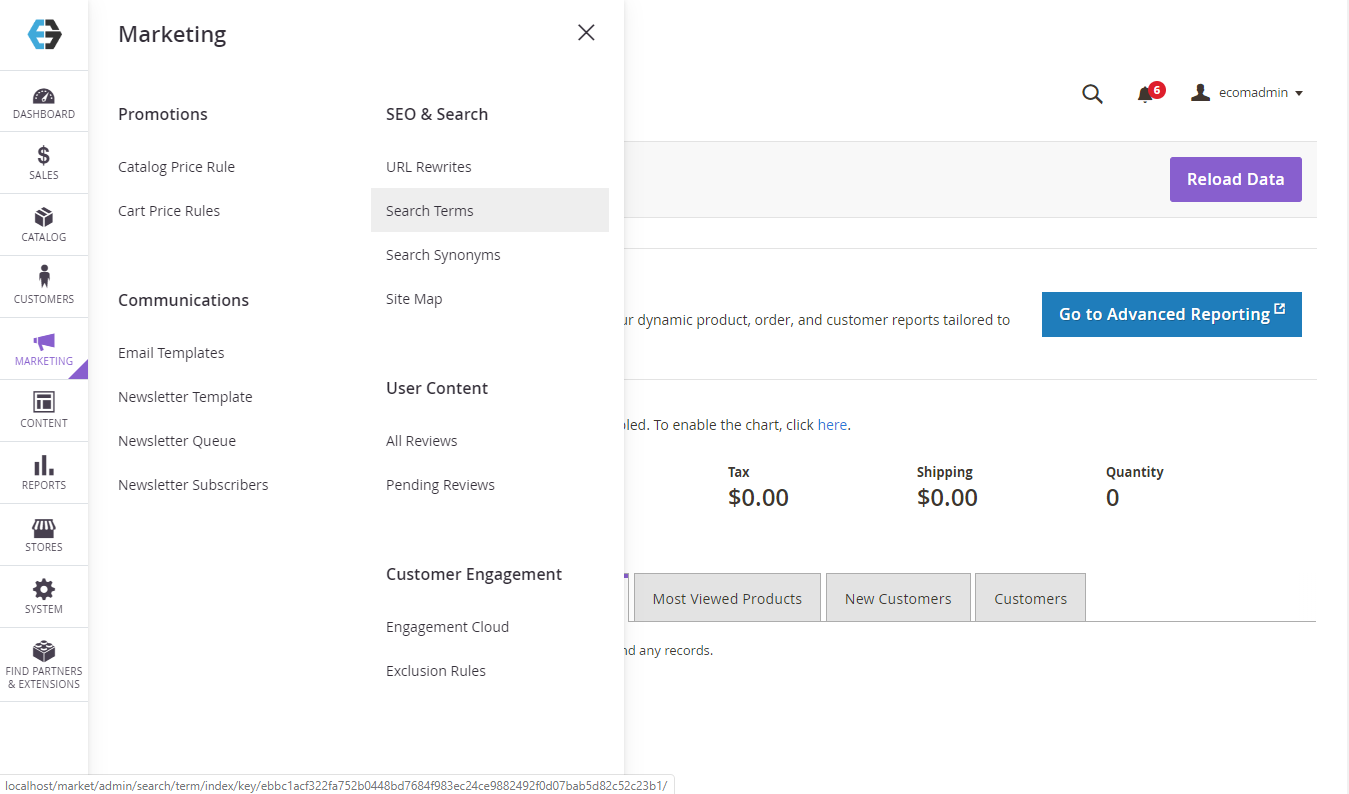 DASHBOARD
SALES
CATALOG
CUSTOMERS
MARKETING
CONTENT
REPORTS
STORES
SYSTEM
FIND PARTNERS
& EXTENSIONS
Marketing
Promotions
Catalog Price Rule
Cart Price Rules
Communications
Email Templates
Newsletter Template
Newsletter Queue
Newsletter Subscribers
SEO & Search
URL Rewrites
Search Terms
Search Synonyms
Site Map
User Content
All Reviews
Pending Reviews
Customer Engagement
Engagement Cloud
Exclusion Rules
6
ecomadmin
Reload Data
dynamic product, order, and customer reports tailored to
Go to Advanced Reporting
To enable the chart, click here.
Tax Shipping Quantity
$0.00 $0.00 0
Most Viewed Products New Customers Customers
any records.
localhost/market/admin/search/term/index/key/ebbc1acf322fa752b0448bd7684f983ec24ce9882492f0d07bab5d82c52c23b1/